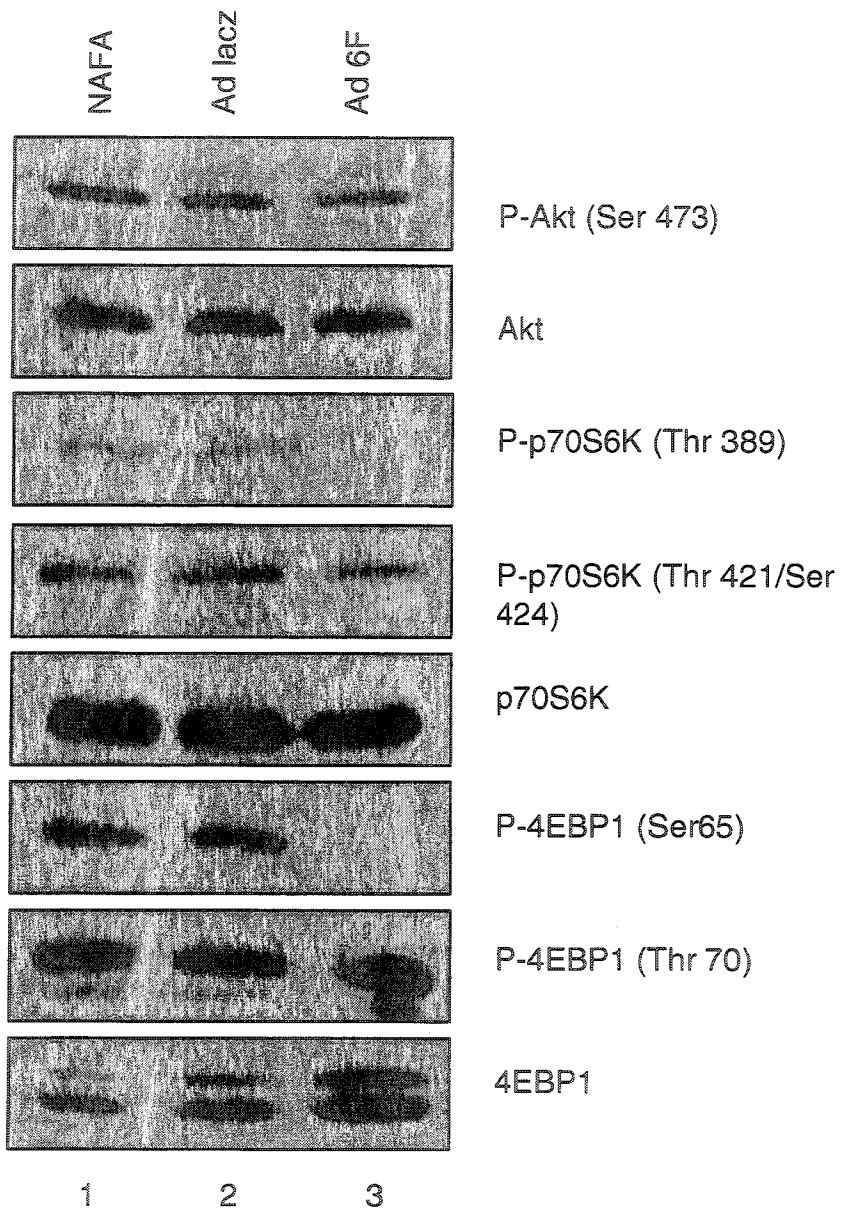 NAFA
Ad lacz
Ad 6F
P-Akt (Ser 473)
Akt
P-p70S6K (Thr 389)
P-p70S6K (Thr 421/Ser
424)
p70S6K
P-4EBP1 (Ser65)
P-4EBP1 (Thr 70)
4EBP1
1 2 3